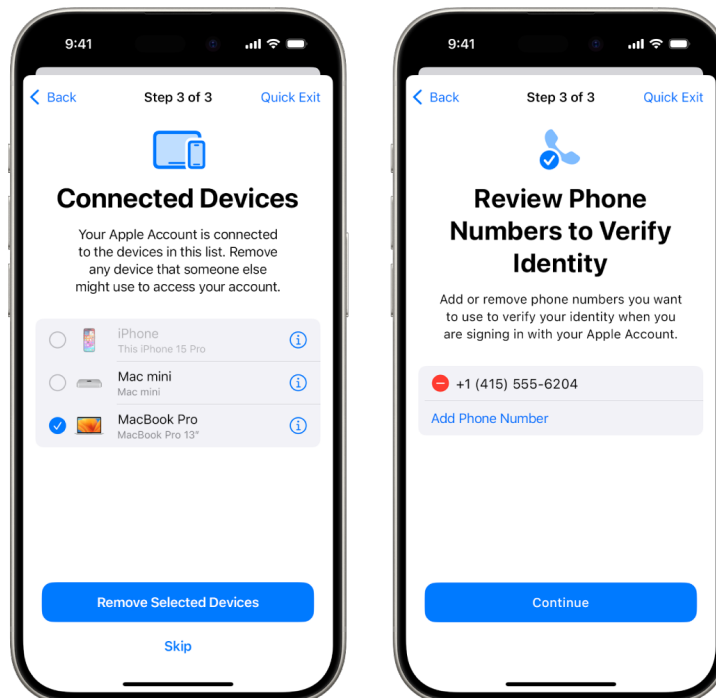 9:41
Back
Step 3 of 3
Quick Exit
Connected Devices
Your Apple Account is connected
to the devices in this list. Remove
any device that someone else
might use to access your account.
iPhone
This iPhone 15 Pro
Mac mini
Mac mini
MacBook Pro
MacBook Pro 13"
Remove Selected Devices
Skip
9:41
Back
Step 3 of 3
Quick Exit
Review Phone
Numbers to Verify
Identity
Add or remove phone numbers you want
to use to verify your identity when you
are signing in with your Apple Account.
+1 (415) 555-6204
Add Phone Number
Continue